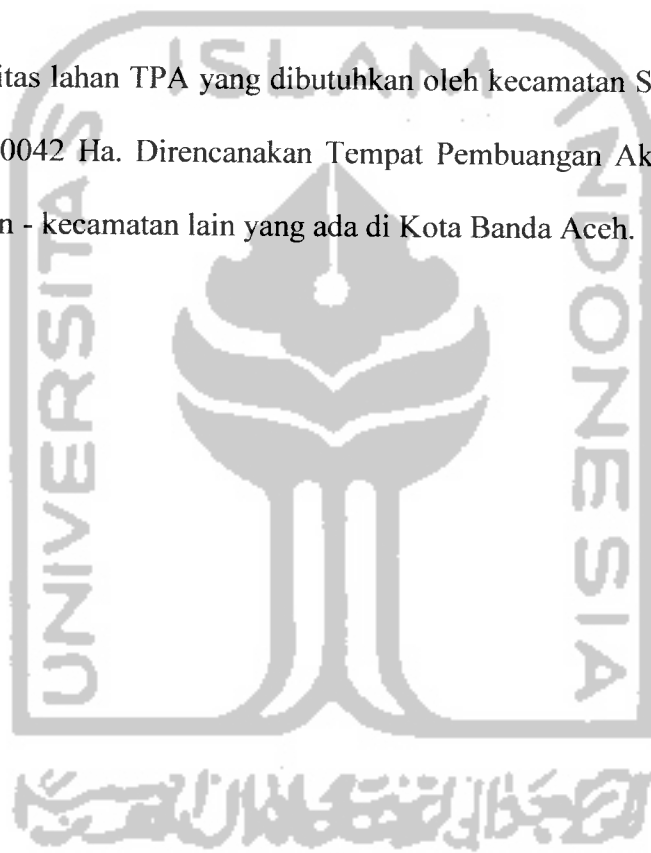 ISLAM
itas lahan TPA yang dibutuhkan oleh kecamatan S
0042 Ha. Direncanakan Tempat Pembuangan Ak
n - kecamatan lain yang ada di Kota Banda Aceh.
UNIVERSITAS
INDONESIA